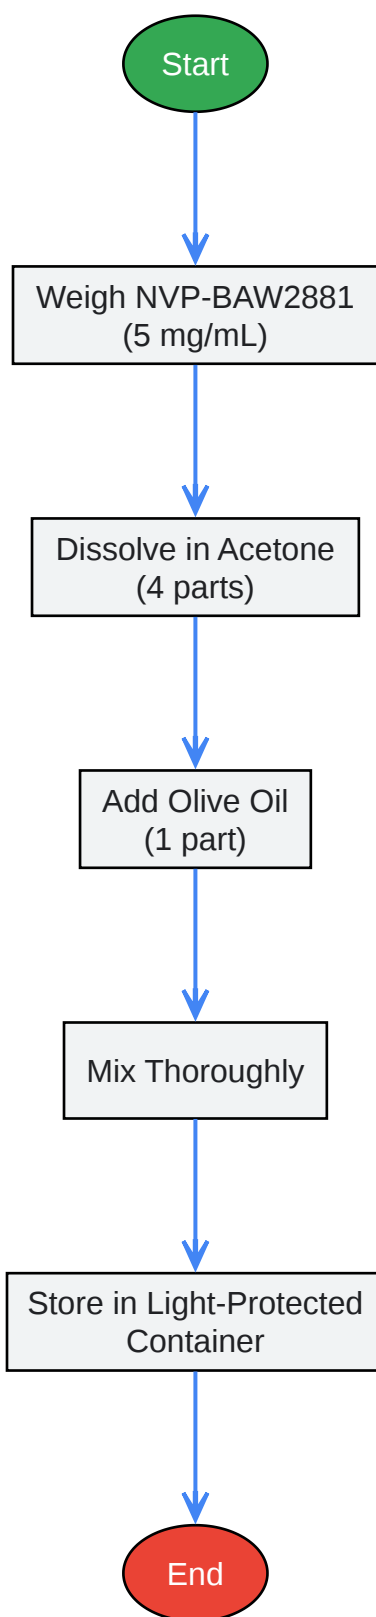 Start
Weigh NVP-BAW2881
(5 mg/mL)
Dissolve in Acetone
(4 parts)
Add Olive Oil
(1 part)
Mix Thoroughly
Store in Light-Protected
Container
End